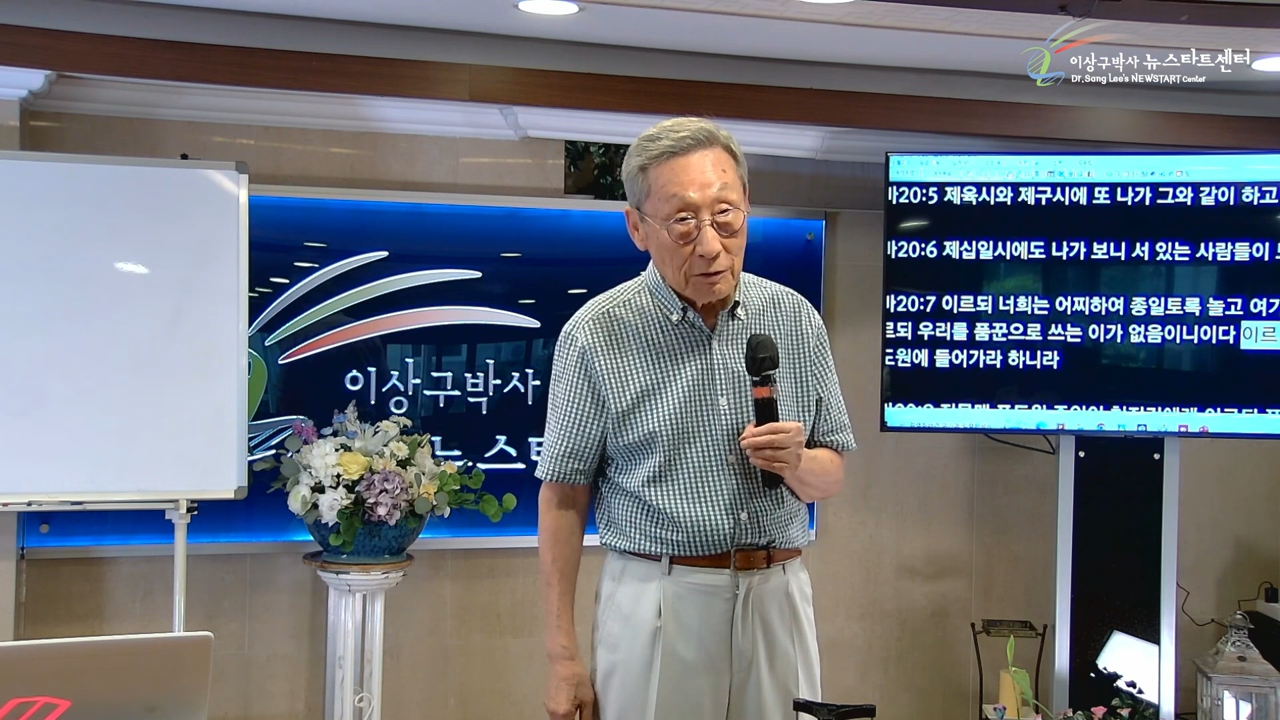 이상구박사 뉴스타트센터
Dr. Sang Lee's NEWSTART Center
20:5 제육시와 제구시에 또 나가 그와 같이 하고
20:6 제십일시에도 나가 보니 서 있는 사람들이
20:7 이르되 너희는 어찌하여 종일토록 놀고 여기
되 우리를 품꾼으로 쓰는 이가 없음이니이다 이르
도원에 들어가라 하니라
이상구박사
뉴스타